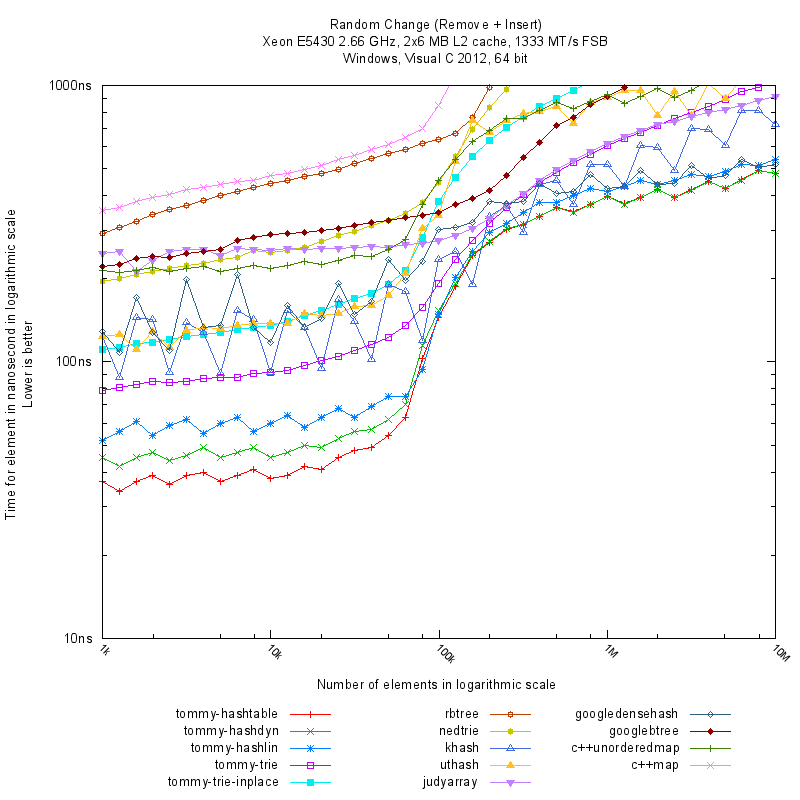 Random Change (Remove + Insert)
Xeon E5430 2.66 GHz, 2x6 MB L2 cache, 1333 MT/s FSB
Windows, Visual C 2012, 64 bit
1000ns
100ns
10ns
Time for element in nanosecond in logarithmic scale
Lower is better
1k
10k
100k
1M
10M
Number of elements in logarithmic scale
tommy-hashtable
tommy-hashdyn
tommy-hashlin
tommy-trie
tommy-trie-inplace
rbtree
nedtrie
khash
uthash
judyarray
googledensehash
googlebtree
c++unorderedmap
c++map